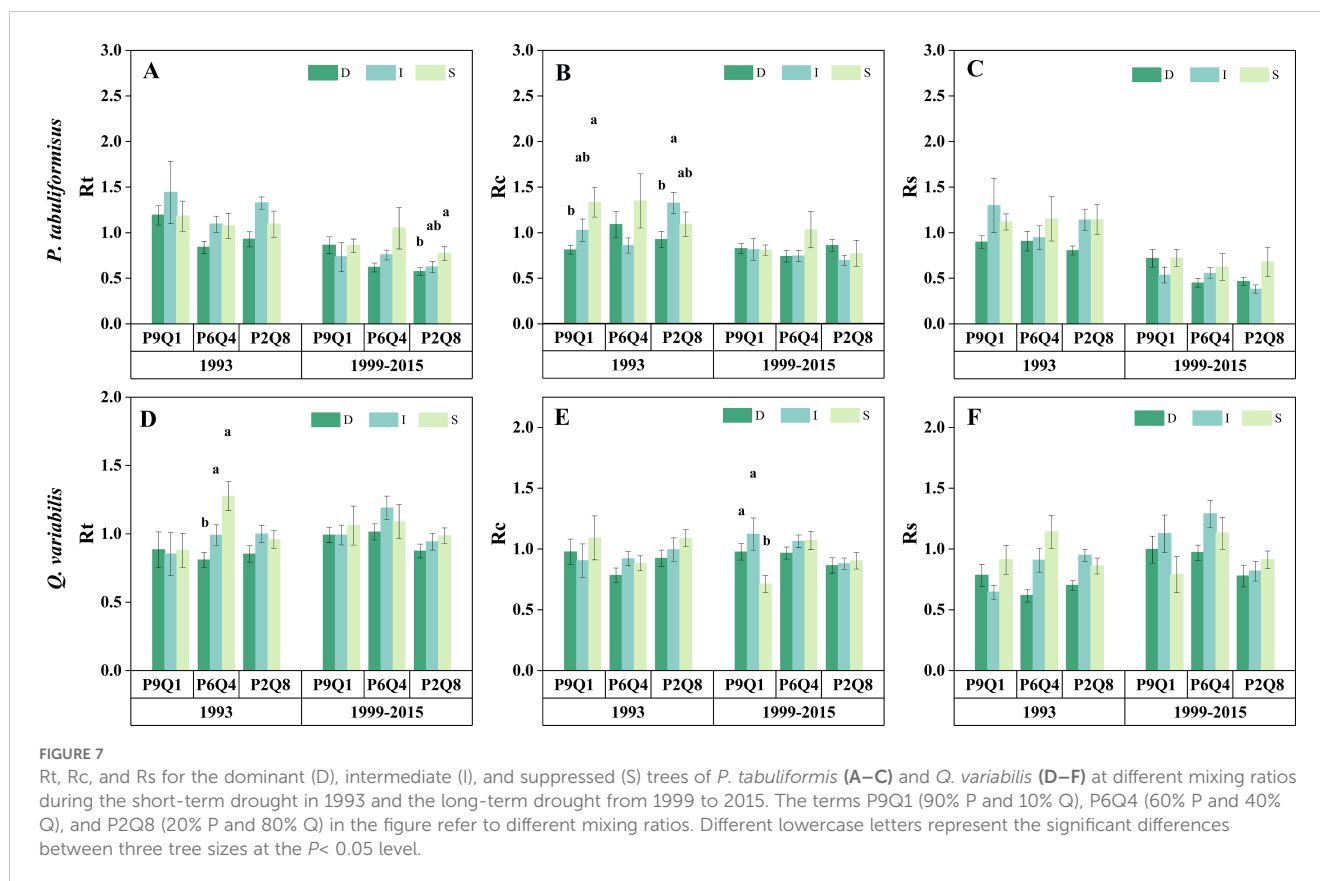 P. tabuliformisus
A
D I S
Rt
3.0
2.5
2.0
1.5
1.0
0.5
0.0
b ab a
P9Q1 P6Q4 P2Q8 P9Q1 P6Q4 P2Q8
1993 1999-2015
B
D I S
Rc
3.0
2.5
2.0
1.5
1.0
0.5
0.0
b ab a b a ab
P9Q1 P6Q4 P2Q8 P9Q1 P6Q4 P2Q8
1993 1999-2015
C
D I S
Rs
3.0
2.5
2.0
1.5
1.0
0.5
0.0
P9Q1 P6Q4 P2Q8 P9Q1 P6Q4 P2Q8
1993 1999-2015
Q. variabilis
D
D I S
Rt
2.0
1.5
1.0
0.5
0.0
b a a
P9Q1 P6Q4 P2Q8 P9Q1 P6Q4 P2Q8
1993 1999-2015
E
D I S
Rc
2.0
1.5
1.0
0.5
0.0
a a b
P9Q1 P6Q4 P2Q8 P9Q1 P6Q4 P2Q8
1993 1999-2015
F
D I S
Rs
2.0
1.5
1.0
0.5
0.0
P9Q1 P6Q4 P2Q8 P9Q1 P6Q4 P2Q8
1993 1999-2015
FIGURE 7
Rt, Rc, and Rs for the dominant (D), intermediate (I), and suppressed (S) trees of P. tabuliformis (A–C) and Q. variabilis (D–F) at different mixing ratios
during the short-term drought in 1993 and the long-term drought from 1999 to 2015. The terms P9Q1 (90% P and 10% Q), P6Q4 (60% P and 40%
Q), and P2Q8 (20% P and 80% Q) in the figure refer to different mixing ratios. Different lowercase letters represent the significant differences
between three tree sizes at the P< 0.05 level.